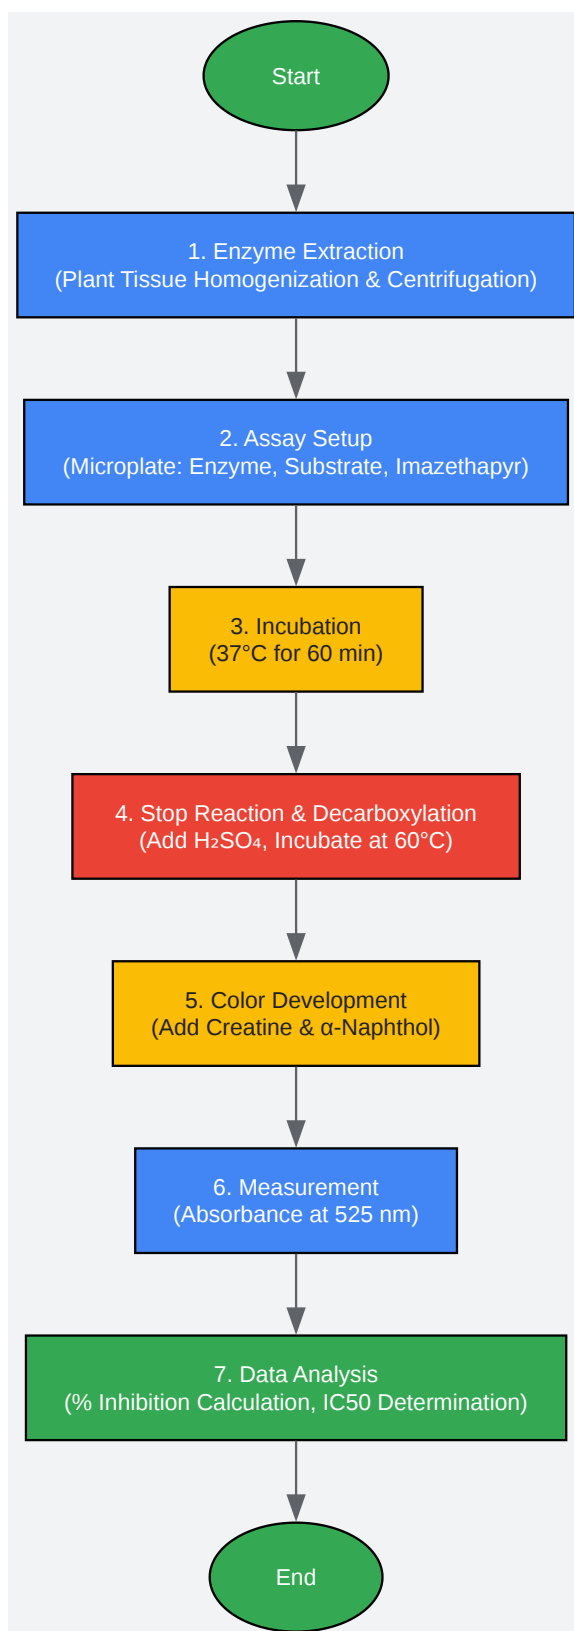 Start
1. Enzyme Extraction
(Plant Tissue Homogenization & Centrifugation)
2. Assay Setup
(Microplate: Enzyme, Substrate, Imazethapyr)
3. Incubation
(37°C for 60 min)
4. Stop Reaction & Decarboxylation
(Add H₂SO₄, Incubate at 60°C)
5. Color Development
(Add Creatine & α-Naphthol)
6. Measurement
(Absorbance at 525 nm)
7. Data Analysis
(% Inhibition Calculation, IC50 Determination)
End